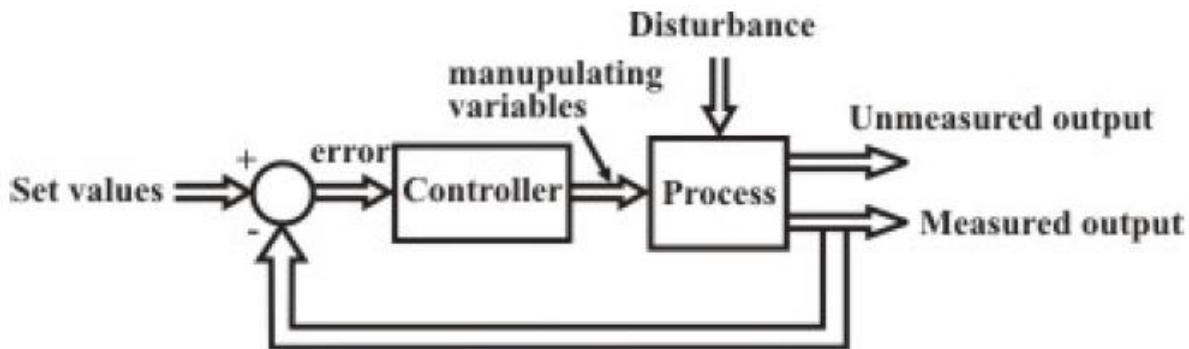 Disturbance
manupulating
variables
Unmeasured output
+
error
Set values
Controller
Process
-
Measured output